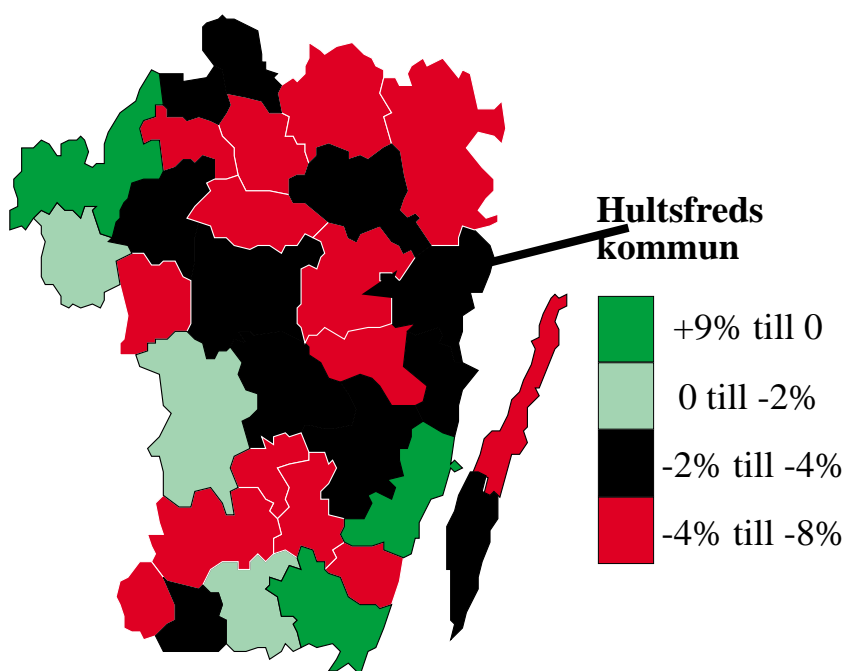 Hultsfreds
kommun
+9% till 0
0 till -2%
-2% till -4%
-4% till -8%